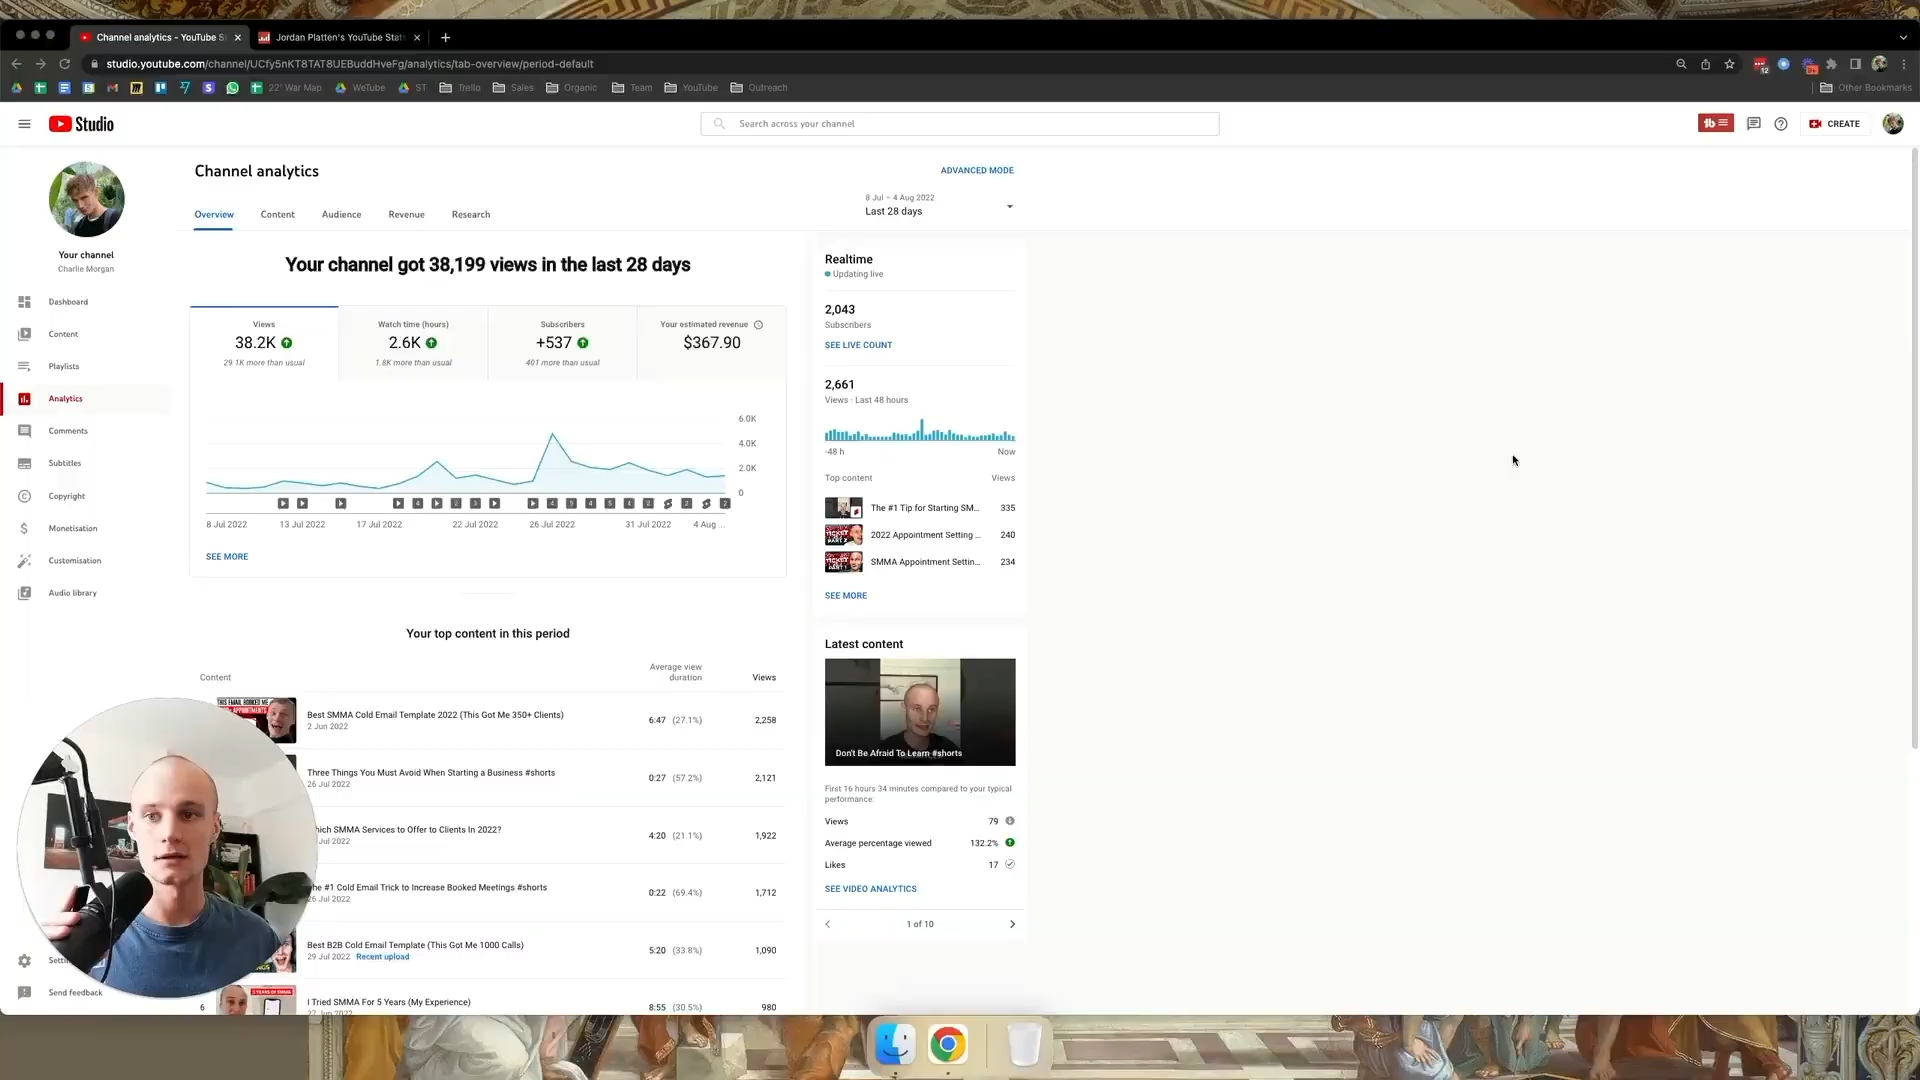 Channel analytics - YouTube S
Jordan Platten's YouTube Stat
studio.youtube.com/channel/UCfy5nKT8TAT8UEBuddHveFg/analytics/tab-overview/period-default
22' War Map
WeTube
ST
Trello
Sales
Organic
Team
YouTube
Outreach
Other Bookmarks
Studio
Search across your channel
CREATE
Your channel
Charlie Morgan
Dashboard
Content
Playlists
Analytics
Comments
Subtitles
Copyright
Monetisation
Customisation
Audio library
Send feedback
Channel analytics
ADVANCED MODE
Overview
Content
Audience
Revenue
Research
8 Jul – 4 Aug 2022
Last 28 days
Your channel got 38,199 views in the last 28 days
Views
38.2K
29.1K more than usual
Watch time (hours)
2.6K
1.8K more than usual
Subscribers
+537
401 more than usual
Your estimated revenue
$367.90
6.0K
4.0K
2.0K
0
8 Jul 2022
13 Jul 2022
17 Jul 2022
22 Jul 2022
26 Jul 2022
31 Jul 2022
4 Aug ...
SEE MORE
Your top content in this period
Content
Average view
duration
Views
Best SMMA Cold Email Template 2022 (This Got Me 350+ Clients)
2 Jun 2022
6:47 (27.1%)
2,258
Three Things You Must Avoid When Starting a Business #shorts
26 Jul 2022
0:27 (57.2%)
2,121
hich SMMA Services to Offer to Clients In 2022?
Jul 2022
4:20 (21.1%)
1,922
he #1 Cold Email Trick to Increase Booked Meetings #shorts
26 Jul 2022
0:22 (69.4%)
1,712
Best B2B Cold Email Template (This Got Me 1000 Calls)
29 Jul 2022 Recent upload
5:20 (33.8%)
1,090
6
I Tried SMMA For 5 Years (My Experience)
27 Jun 2022
8:55 (30.5%)
980
Realtime
Updating live
2,043
Subscribers
SEE LIVE COUNT
2,661
Views · Last 48 hours
-48 h
Now
Top content
Views
The #1 Tip for Starting SM...
335
2022 Appointment Setting ...
240
SMMA Appointment Settin...
234
SEE MORE
Latest content
Don't Be Afraid To Learn #shorts
First 16 hours 34 minutes compared to your typical
performance:
Views
79
Average percentage viewed
132.2%
Likes
17
SEE VIDEO ANALYTICS
1 of 10